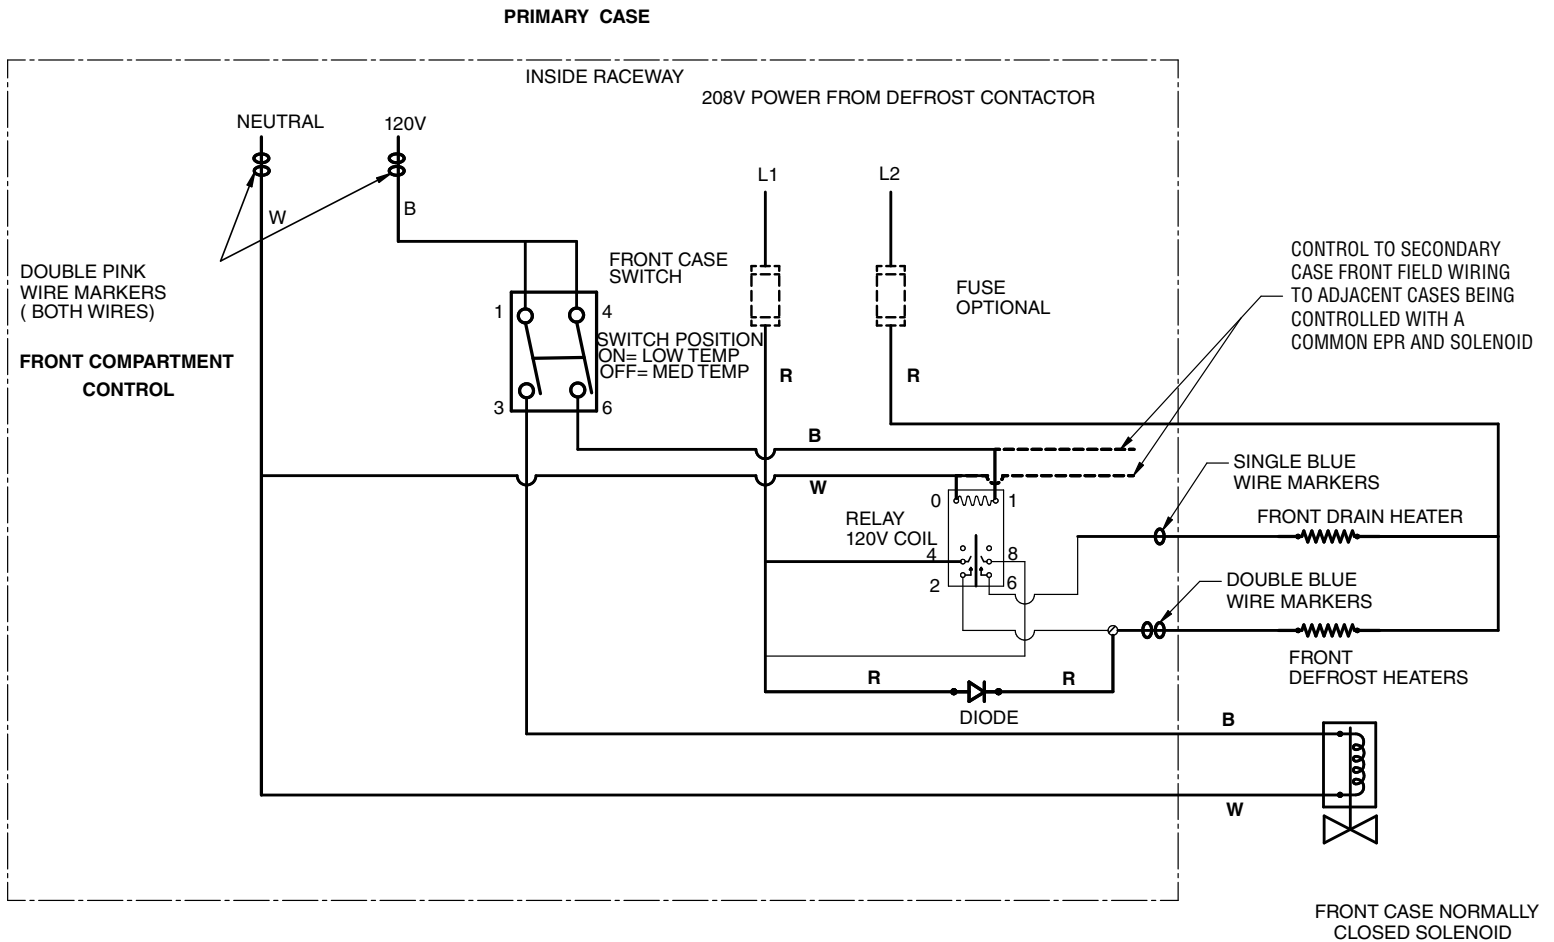 PRIMARY CASE
INSIDE RACEWAY
208V POWER FROM DEFROST CONTACTOR
NEUTRAL
120V
L1
L2
W
B
DOUBLE PINK
WIRE MARKERS
( BOTH WIRES)
FRONT COMPARTMENT
CONTROL
FRONT CASE
SWITCH
1
4
SWITCH POSITION
ON= LOW TEMP
OFF= MED TEMP
3
6
R
R
FUSE
OPTIONAL
CONTROL TO SECONDARY
CASE FRONT FIELD WIRING
TO ADJACENT CASES BEING
CONTROLLED WITH A
COMMON EPR AND SOLENOID
B
W
SINGLE BLUE
WIRE MARKERS
0
1
RELAY
120V COIL
4
8
2
6
FRONT DRAIN HEATER
DOUBLE BLUE
WIRE MARKERS
FRONT
DEFROST HEATERS
R
R
DIODE
B
W
FRONT CASE NORMALLY
CLOSED SOLENOID